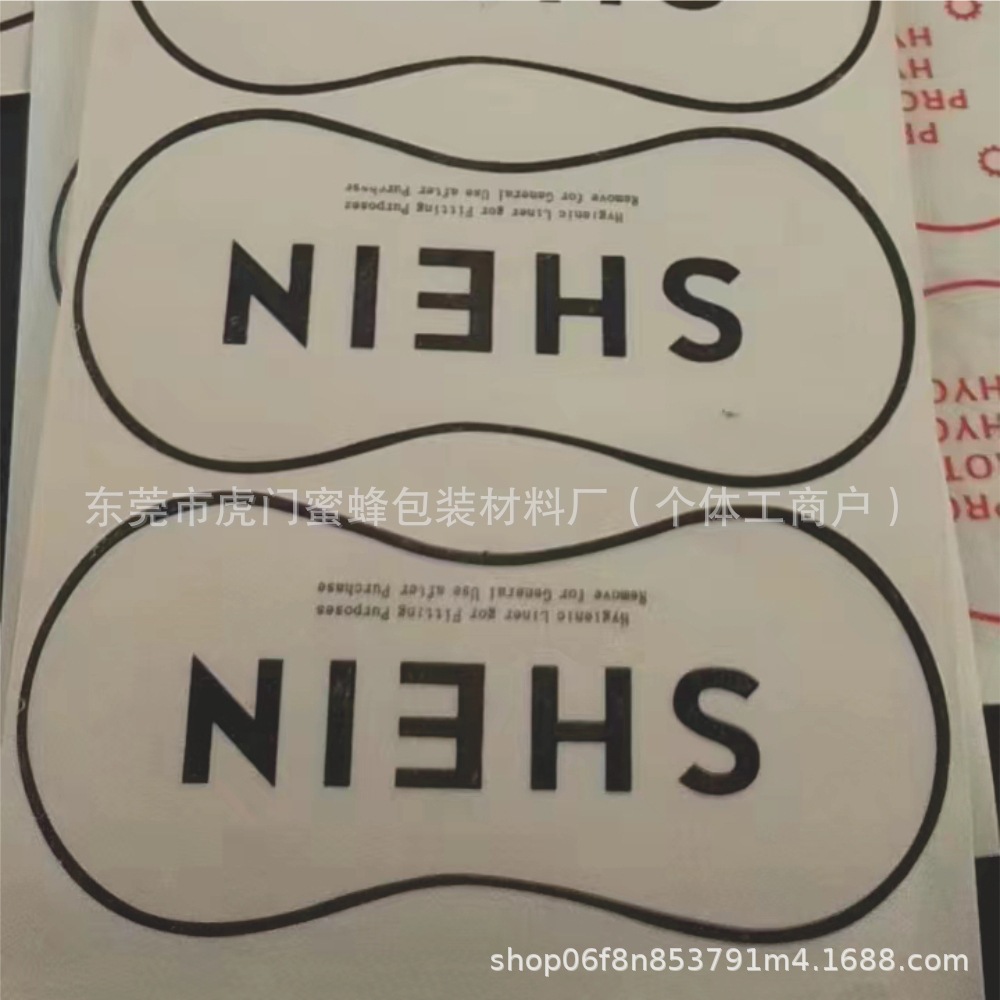 SHEIN
Hygienic Liner gor Fitting Purposes
Remove for General Use after Purchase
东莞市虎门蜜蜂包装材料厂(个体工商户)
SHEIN
Hygienic Liner gor Fitting Purposes
Remove for General Use after Purchase
shop06f8n853791m4.1688.com